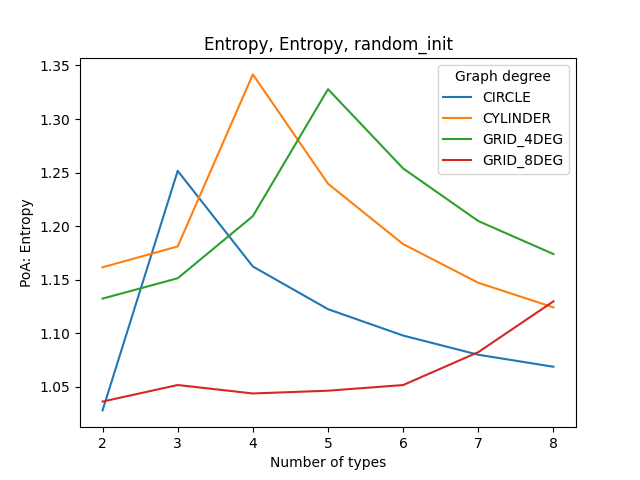 Entropy, Entropy, random_init
PoA: Entropy
1.35
1.30
1.25
1.20
1.15
1.10
1.05
Graph degree
CIRCLE
CYLINDER
GRID_4DEG
GRID_8DEG
2 3 4 5 6 7 8
Number of types